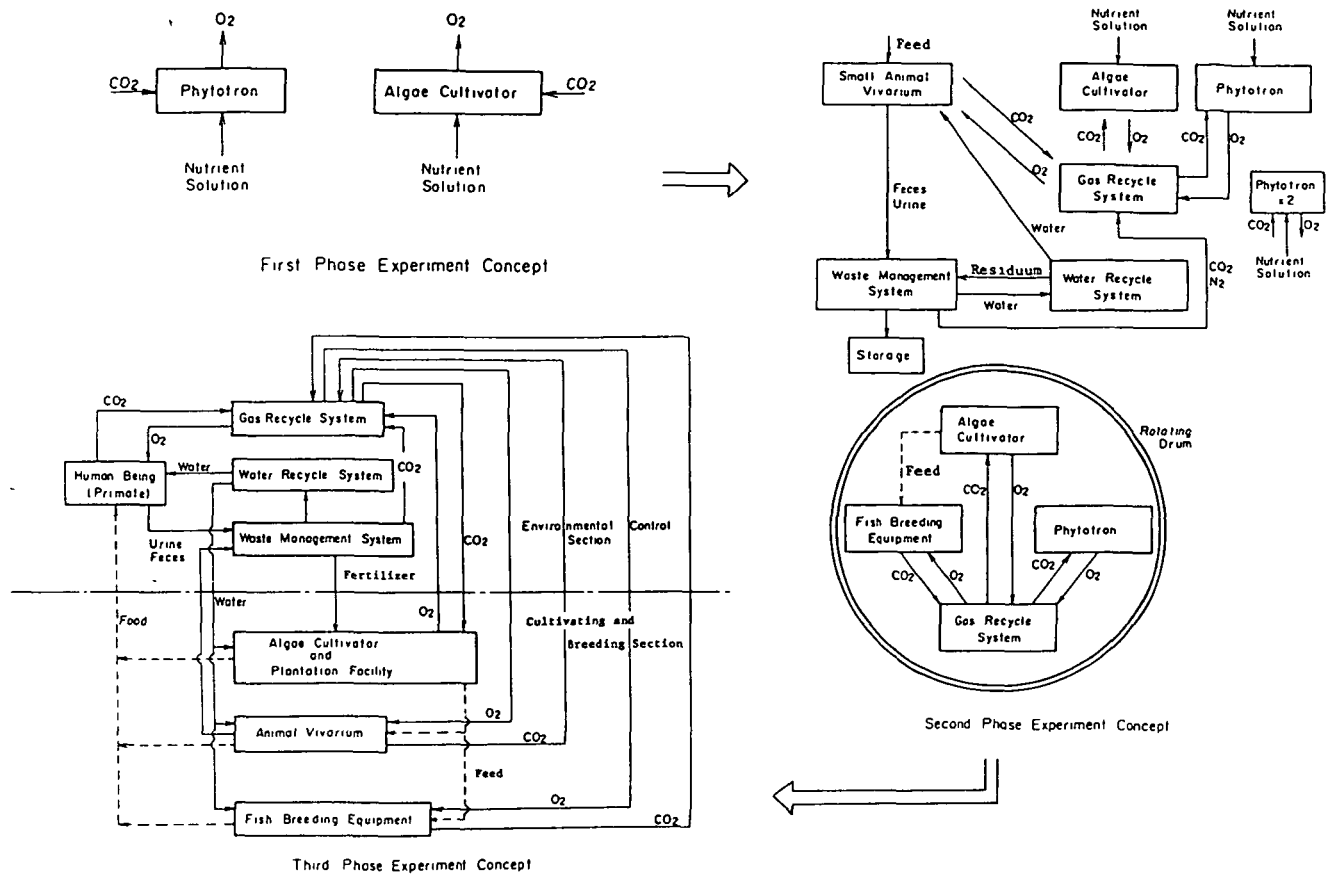 O2
O2
CO2
Phytotron
Algae Cultivator
CO2
Nutrient
Solution
Nutrient
Solution
First Phase Experiment Concept
Feed
Nutrient
Solution
Nutrient
Solution
Small Animal
Vivarium
Algae
Cultivator
Phytotron
CO2
O2
CO2
O2
CO2
O2
Gas Recycle
System
Phytotron
x 2
CO2
O2
Nutrient
Solution
Feces
Urine
Water
CO2
N2
Waste Management
System
Residuum
Water
Water Recycle
System
Storage
Rotating
Drum
Algae
Cultivator
Feed
CO2
O2
Fish Breeding
Equipment
Phytotron
CO2
O2
CO2
O2
Gas Recycle
System
Second Phase Experiment Concept
CO2
Gas Recycle System
O2
Human Being
(Primate)
Water
Water Recycle System
CO2
Urine
Feces
Waste Management System
CO2
Environmental Control
Section
Fertilizer
Water
Food
O2
Cultivating and
Breeding Section
Algae Cultivator
and
Plantation Facility
O2
Animal Vivarium
CO2
Feed
O2
Fish Breeding Equipment
CO2
Third Phase Experiment Concept